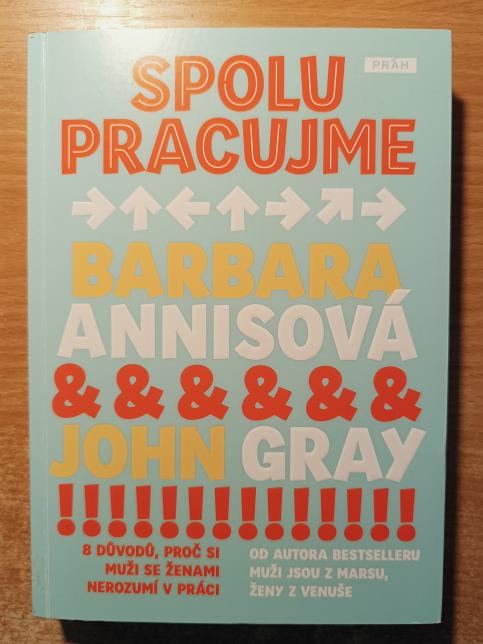 SPOLU
PRÁH
PRACUJME
→↑←↑→↗→
BARBARA
ANNISOVÁ
& & & & & &
JOHN GRAY
!!!!!!!!!!!!!!!
8 DŮVODŮ, PROČ SI
MUŽI SE ŽENAMI
NEROZUMÍ V PRÁCI
OD AUTORA BESTSELLERU
MUŽI JSOU Z MARSU,
ŽENY Z VENUŠE